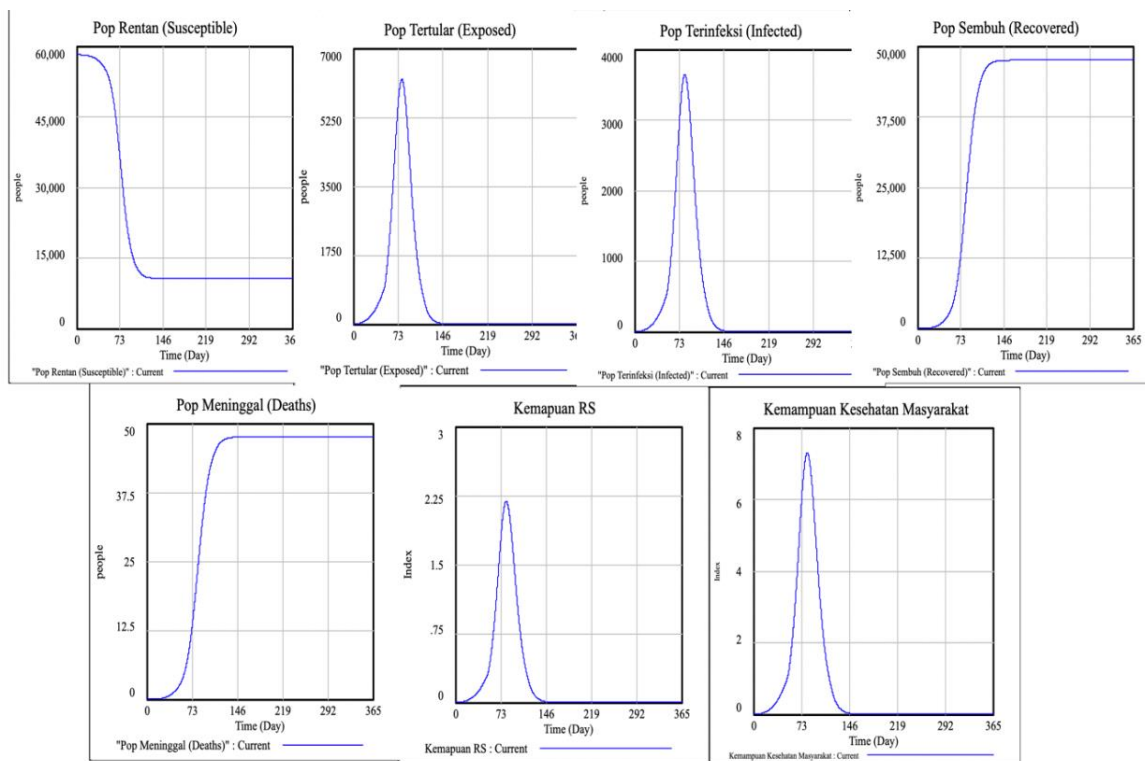 Pop Rentan (Susceptible)
60,000
45,000
30,000
15,000
0
people
0 73 146 219 292 365
Time (Day)
"Pop Rentan (Susceptible)" : Current
Pop Tertular (Exposed)
7000
5250
3500
1750
0
people
0 73 146 219 292 36
Time (Day)
"Pop Tertular (Exposed)" : Current
Pop Terinfeksi (Infected)
4000
3000
2000
1000
0
people
0 73 146 219 292 36
Time (Day)
"Pop Terinfeksi (Infected)" : Current
Pop Sembuh (Recovered)
50,000
37,500
25,000
12,500
0
people
0 73 146 219 292 365
Time (Day)
"Pop Sembuh (Recovered)" : Current
Pop Meninggal (Deaths)
50
37.5
25
12.5
0
people
0 73 146 219 292 365
Time (Day)
"Pop Meninggal (Deaths)" : Current
Kemapuan RS
3
2.25
1.5
.75
0
Index
0 73 146 219 292 365
Time (Day)
Kemapuan RS : Current
Kemampuan Kesehatan Masyarakat
8
6
4
2
0
Index
0 73 146 219 292 365
Time (Day)
Kemampuan Kesehatan Masyarakat : Current